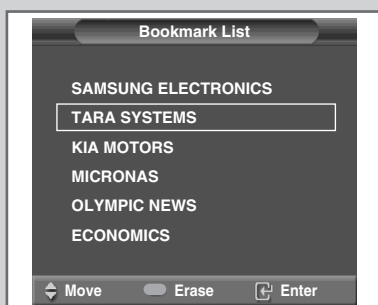 Bookmark List
SAMSUNG ELECTRONICS
TARA SYSTEMS
KIA MOTORS
MICRONAS
OLYMPIC NEWS
ECONOMICS
Move Erase Enter